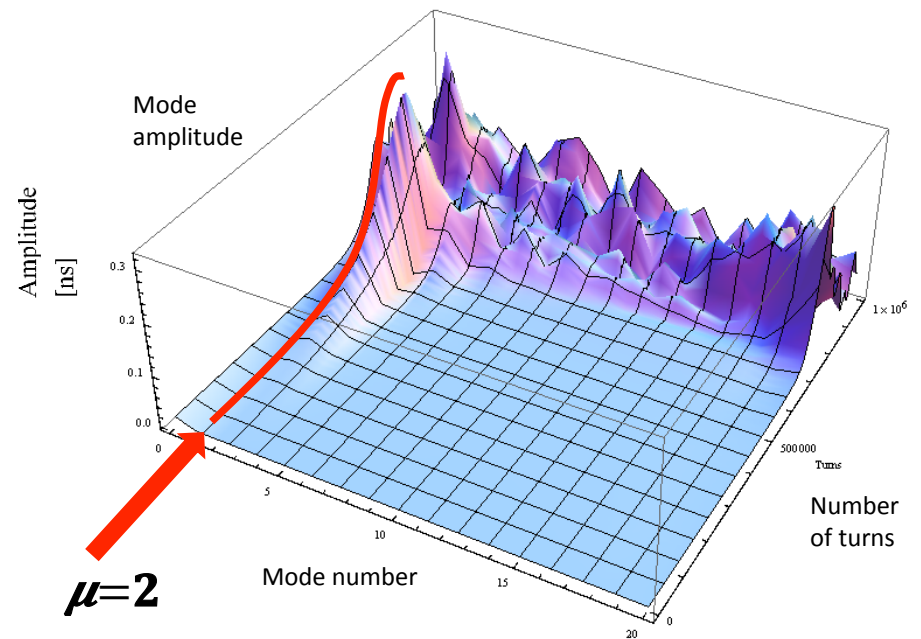 Mode
amplitude
Amplitude
[ns]
0.3
0.2
0.1
0.0
0
5
10
15
20
0
500000
1×10⁶
Turns
Number
of turns
Mode number
μ=2